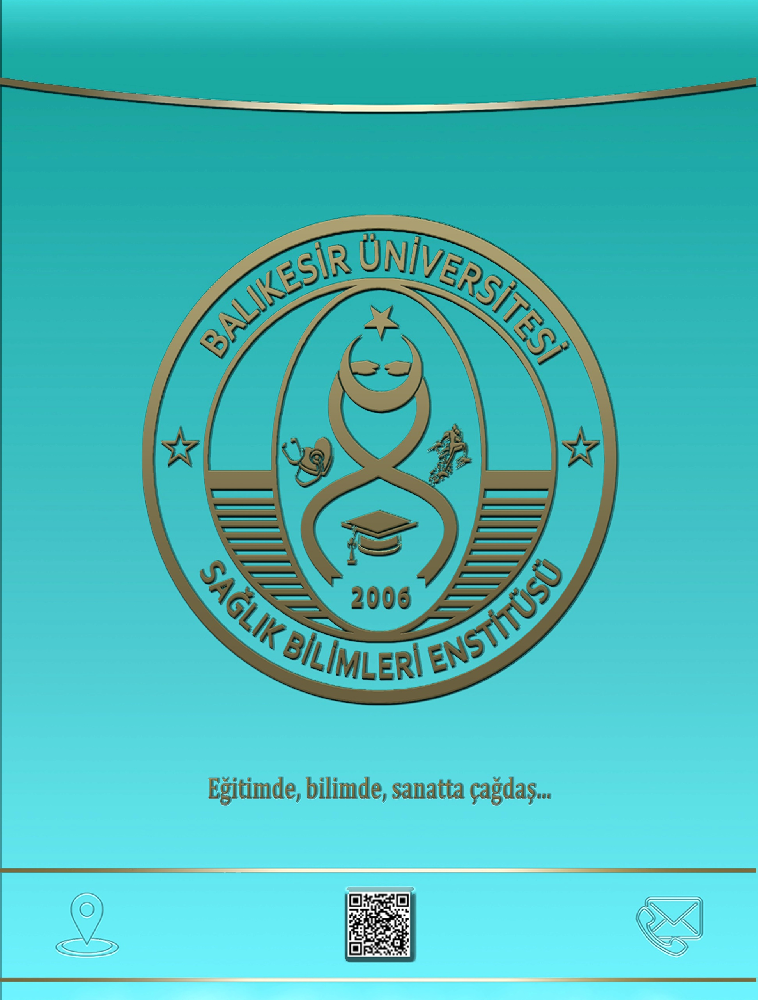 BALIKESİR ÜNİVERSİTESİ
2006
SAĞLIK BİLİMLERİ ENSTİTÜSÜ
Eğitimde, bilimde, sanatta çağdaş...